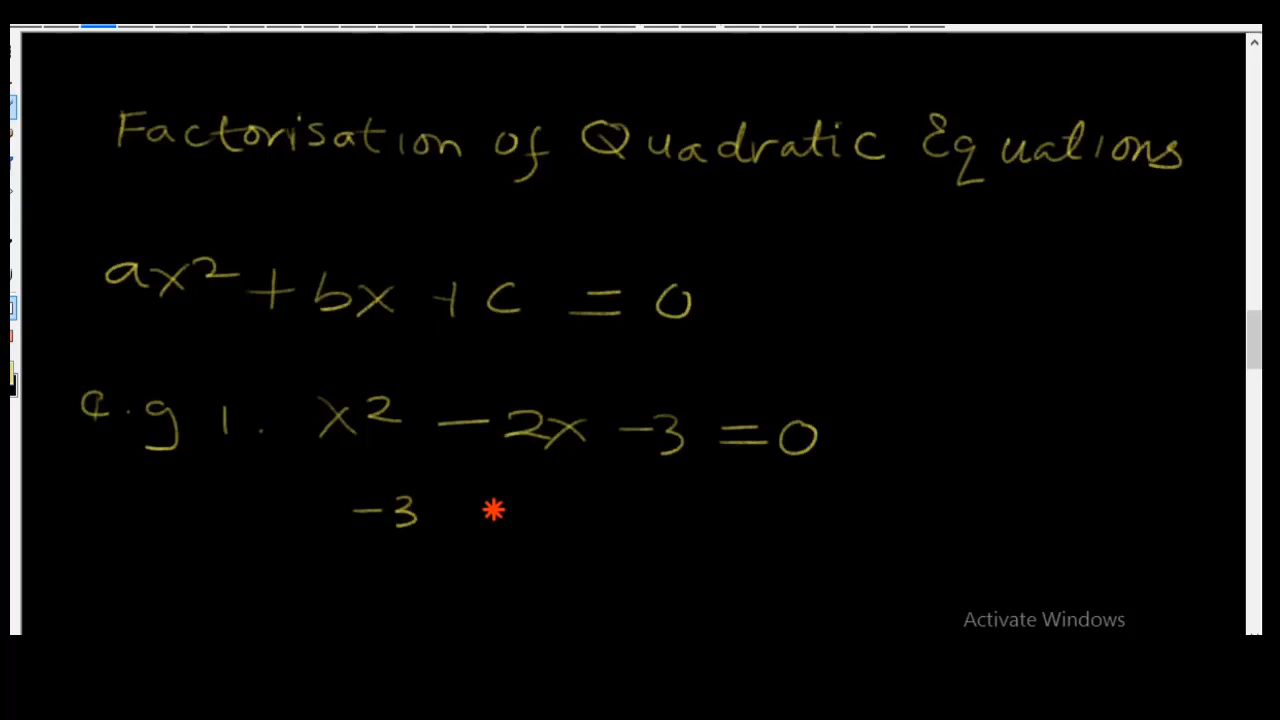 Factorisation of Quadratic Equations
ax² + bx + c = 0
e.g 1. x² - 2x - 3 = 0
-3
Activate Windows